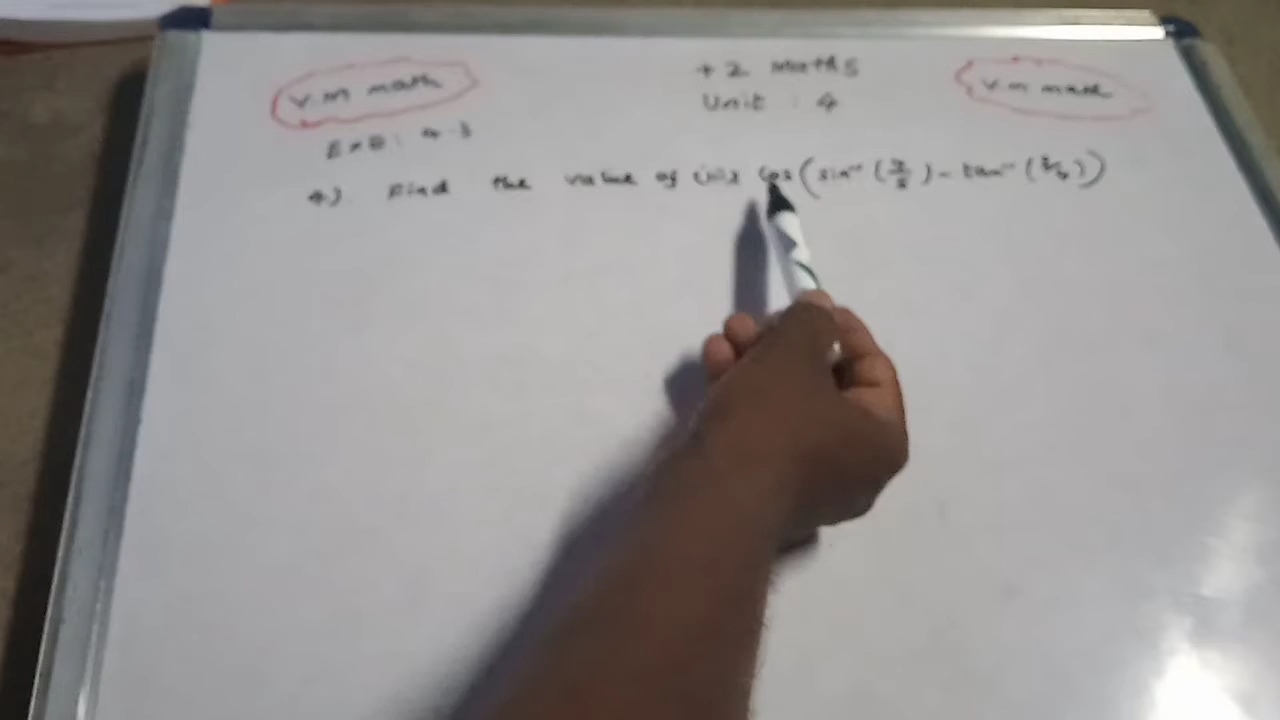 V.M math
+2 Maths
V.M math
Unit : 4
Ex : 4.3
4.) Find the value of (iii) cos(sin⁻¹(4/5) - tan⁻¹(3/4))